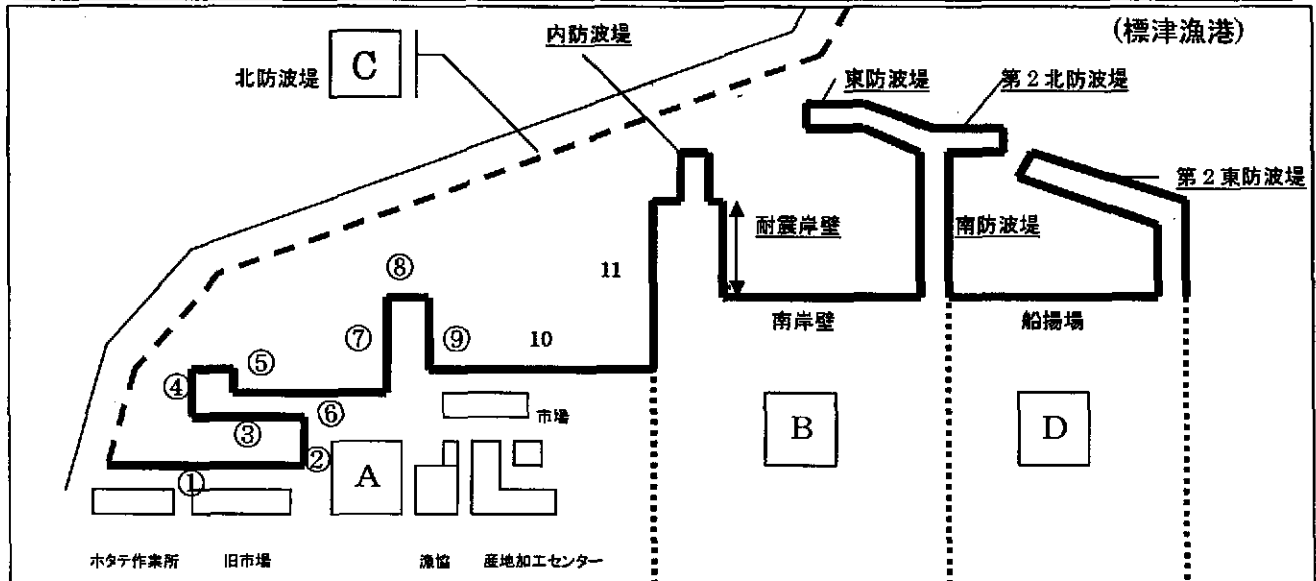 (標津漁港)
内防波堤
C
北防波堤
東防波堤
第2北防波堤
第2東防波堤
耐震岸壁
南防波堤
11
⑧
南岸壁
船揚場
⑦
⑨
10
⑤
④
⑥
市場
③
B
D
②
A
①
ホタテ作業所
旧市場
漁協
産地加工センター